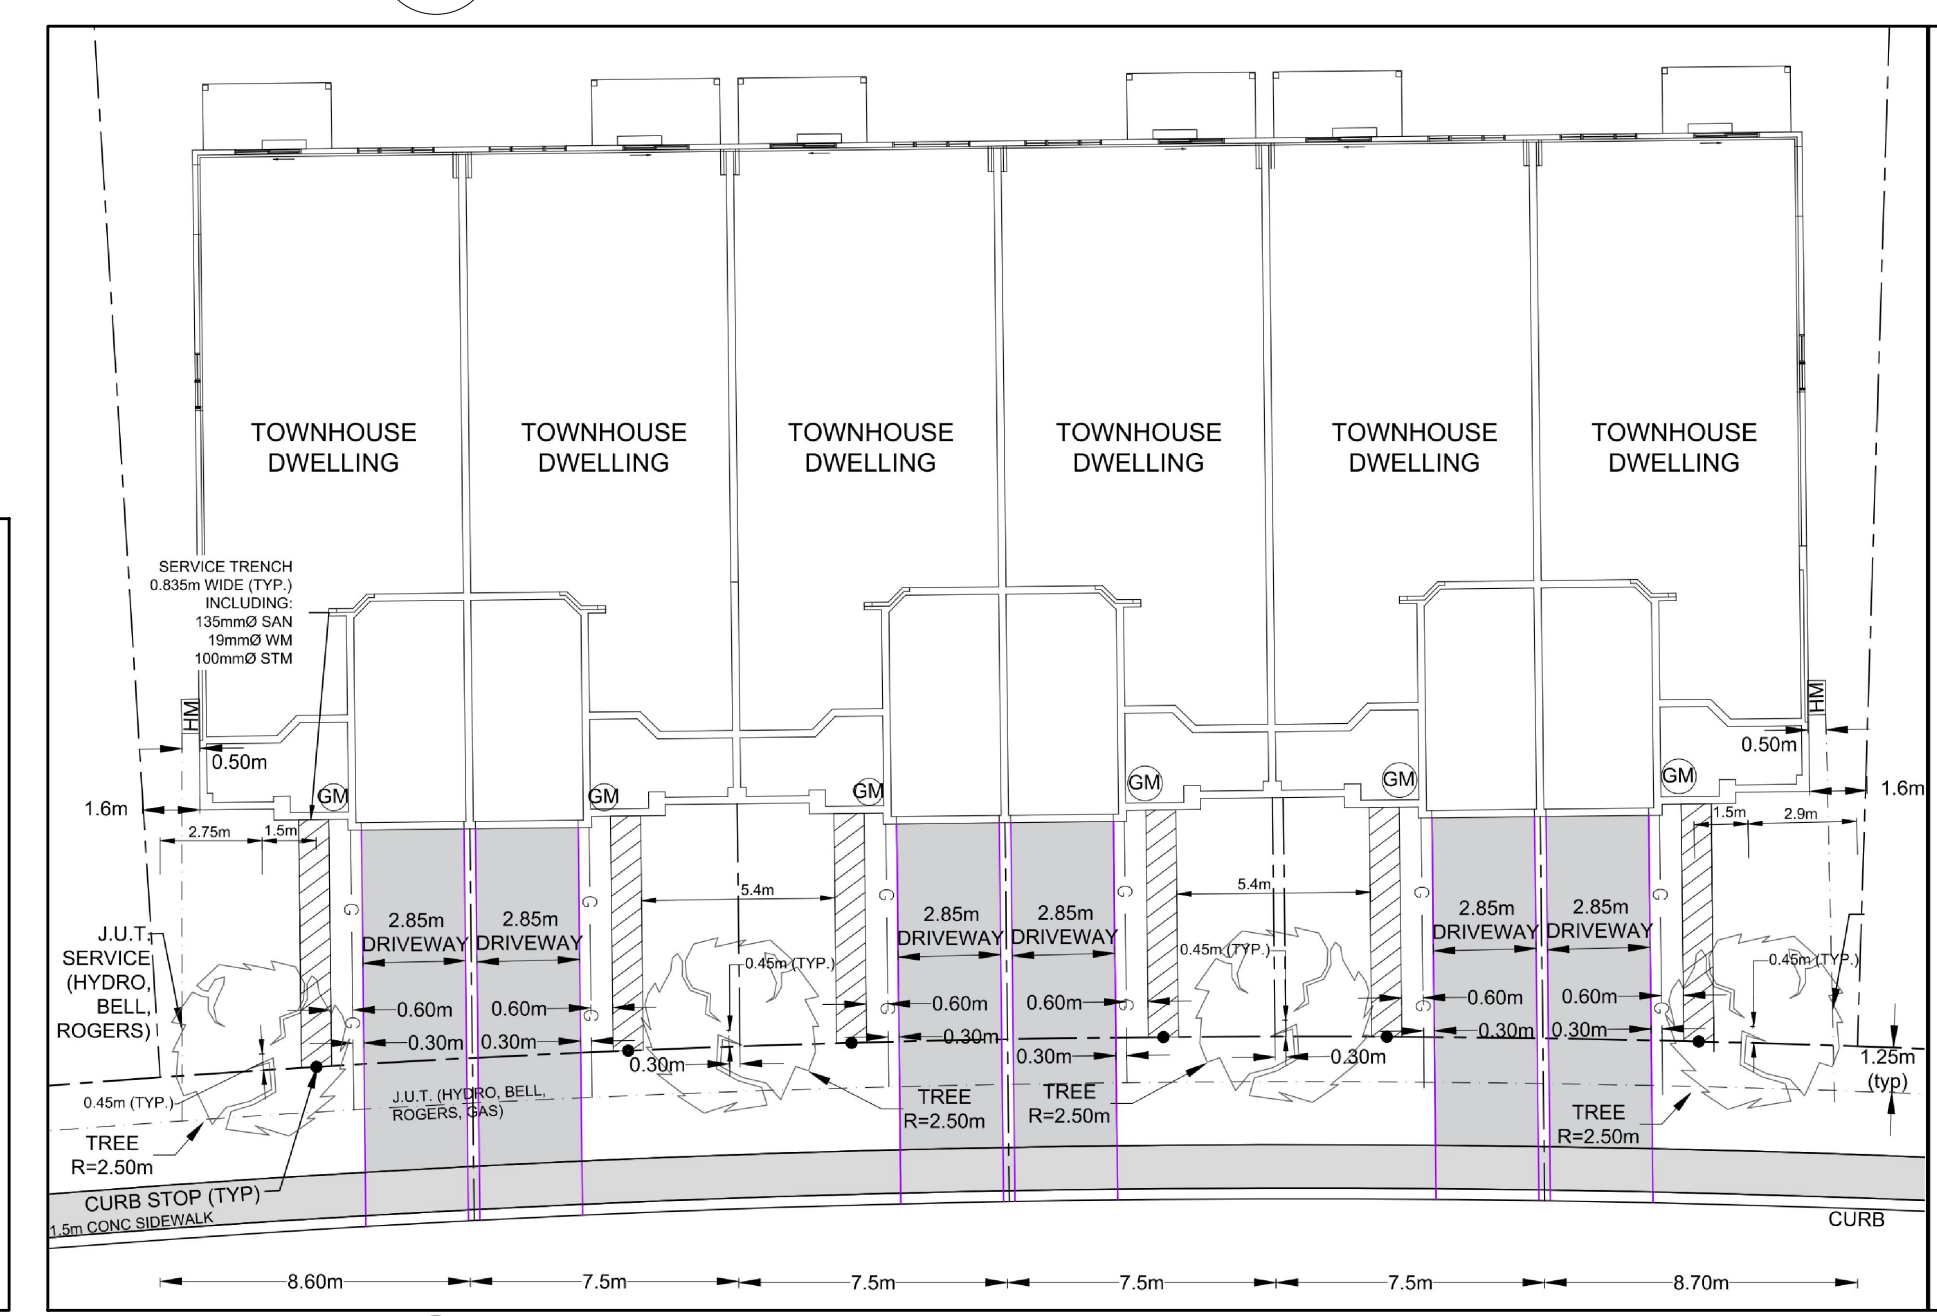 TOWNHOUSE
DWELLING
TOWNHOUSE
DWELLING
TOWNHOUSE
DWELLING
TOWNHOUSE
DWELLING
TOWNHOUSE
DWELLING
TOWNHOUSE
DWELLING
SERVICE TRENCH
0.835m WIDE (TYP.)
INCLUDING:
135mmØ SAN
19mmØ WM
100mmØ STM
HM
HM
0.50m
0.50m
GM
GM
GM
GM
GM
GM
1.6m
1.6m
2.75m
1.5m
1.5m
2.9m
5.4m
5.4m
J.U.T.
SERVICE
(HYDRO,
BELL,
ROGERS)
2.85m
DRIVEWAY
2.85m
DRIVEWAY
2.85m
DRIVEWAY
2.85m
DRIVEWAY
2.85m
DRIVEWAY
2.85m
DRIVEWAY
G
G
G
G
G
G
G
G
G
G
G
G
0.45m (TYP.)
0.45m (TYP.)
0.45m (TYP.)
0.60m
0.60m
0.60m
0.60m
0.60m
0.60m
0.30m
0.30m
0.30m
0.30m
0.30m
0.30m
0.30m
0.30m
1.25m
(typ)
0.45m (TYP.)
J.U.T. (HYDRO, BELL,
ROGERS, GAS)
TREE
R=2.50m
TREE
R=2.50m
TREE
R=2.50m
TREE
R=2.50m
CURB STOP (TYP)
1.5m CONC SIDEWALK
CURB
8.60m
7.5m
7.5m
7.5m
7.5m
8.70m